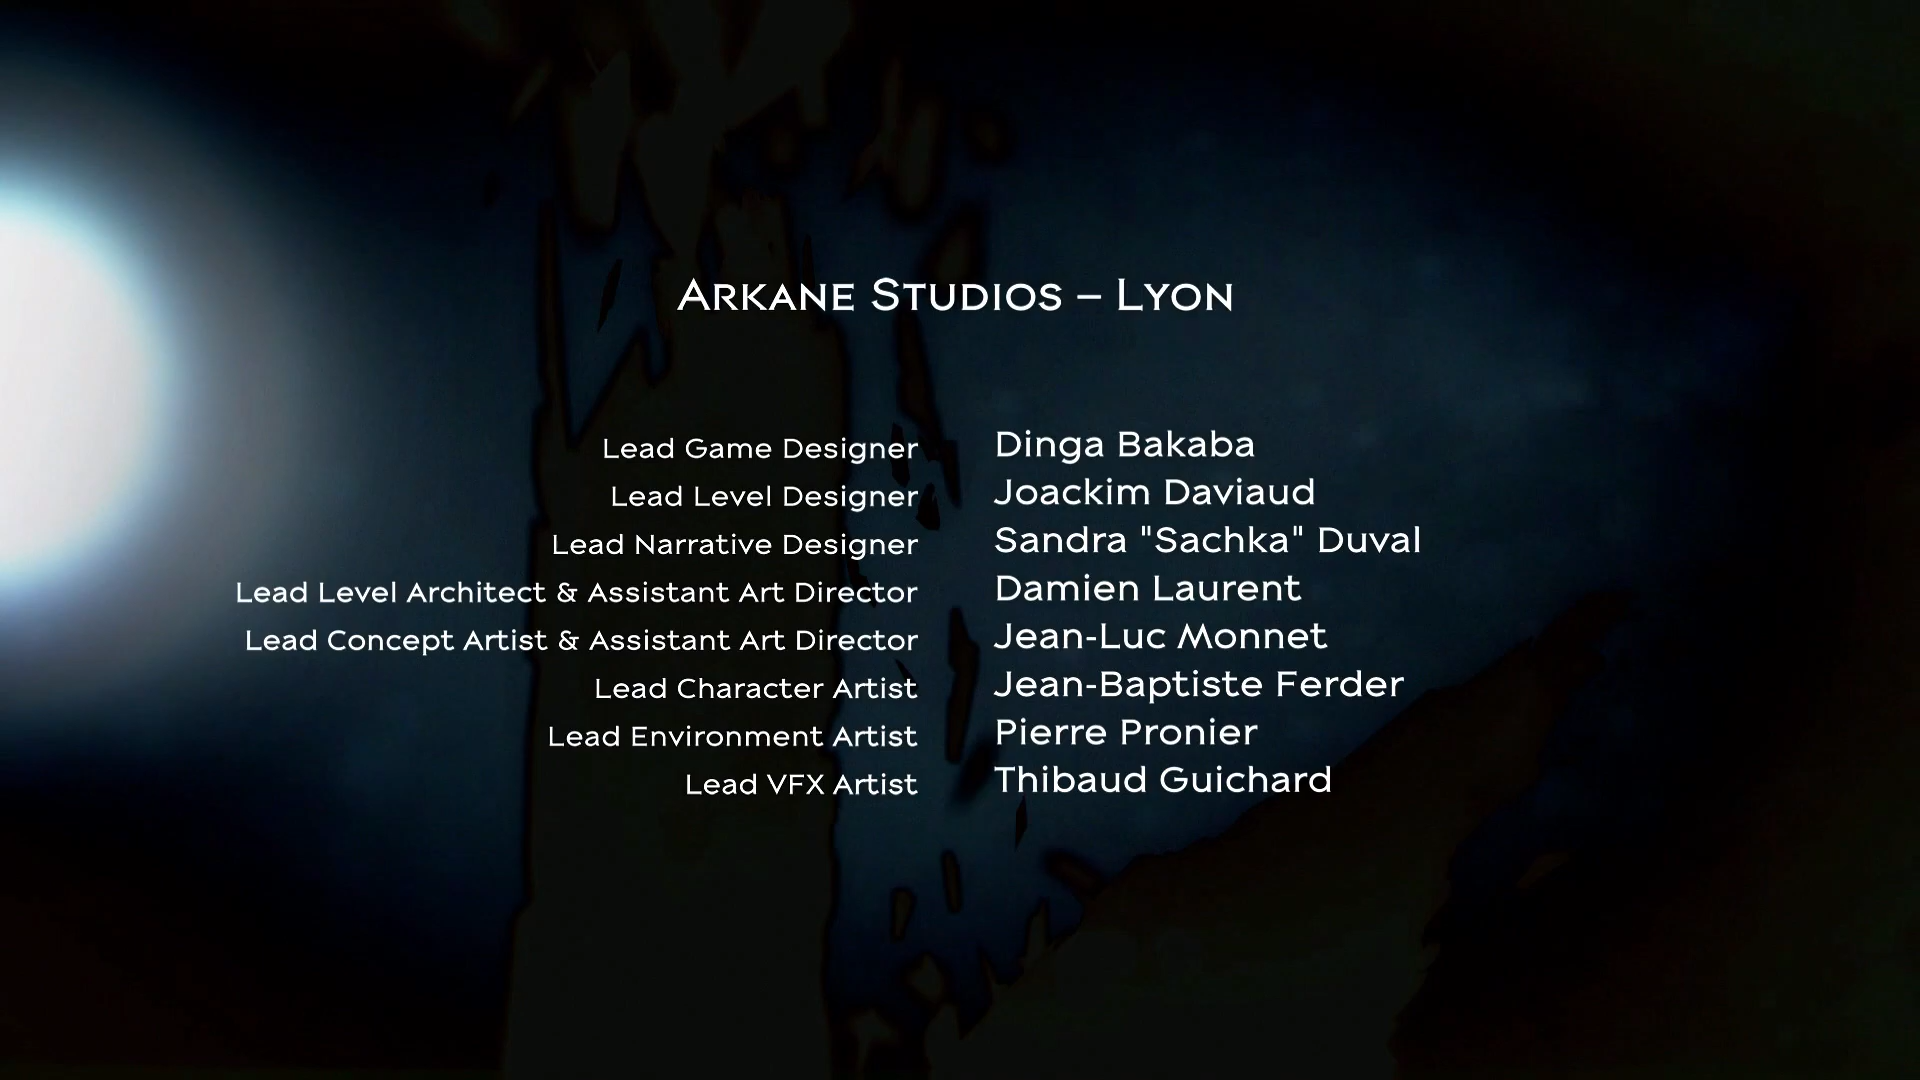 Arkane Studios – Lyon
Lead Game Designer Dinga Bakaba
Lead Level Designer Joackim Daviaud
Lead Narrative Designer Sandra "Sachka" Duval
Lead Level Architect & Assistant Art Director Damien Laurent
Lead Concept Artist & Assistant Art Director Jean-Luc Monnet
Lead Character Artist Jean-Baptiste Ferder
Lead Environment Artist Pierre Pronier
Lead VFX Artist Thibaud Guichard